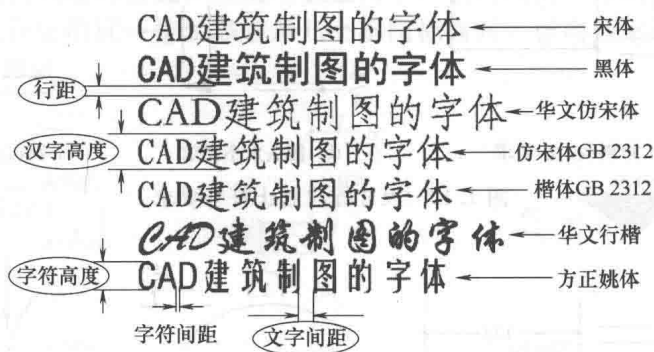 CAD建筑制图的字体 宋体
CAD建筑制图的字体 黑体
行距
CAD建筑制图的字体 华文仿宋体
汉字高度 CAD建筑制图的字体 仿宋体GB 2312
CAD建筑制图的字体 楷体GB 2312
CAD建筑制图的字体 华文行楷
字符高度 CAD建筑制图的字体 方正姚体
字符间距 文字间距